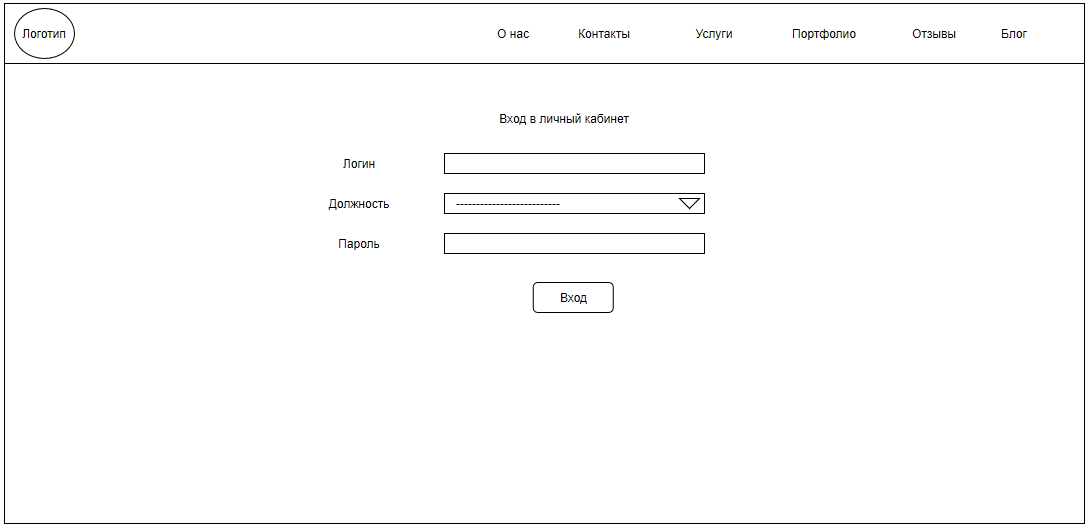 Логотип О нас Контакты Услуги Портфолио Отзывы Блог
Вход в личный кабинет
Логин
Должность --------------------------
Пароль
Вход